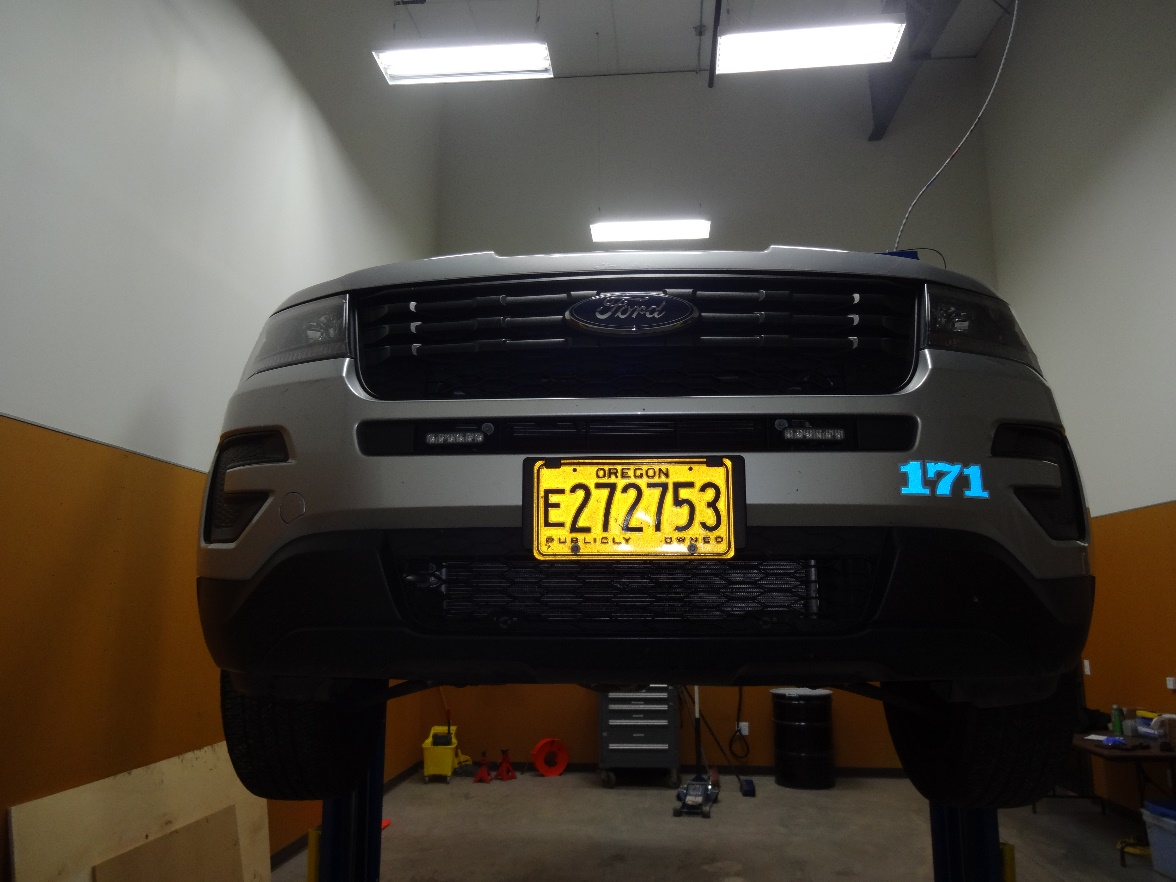 Ford
OREGON
E272753
PUBLICLY OWNED
171